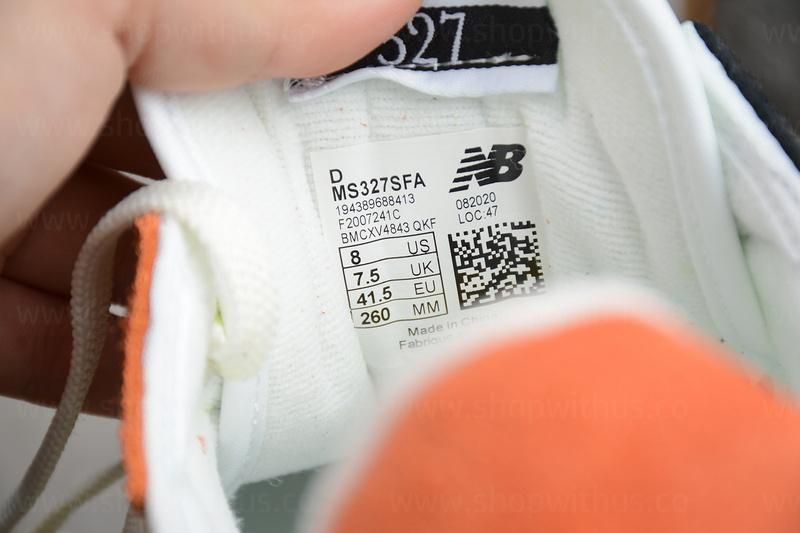 327
D
MS327SFA
194389688413
F2007241C
BMCXV4843 QKF
8 US
7.5 UK
41.5 EU
260 MM
NB
082020
LOC:47
Made in China
Fabriqué
www.shopwithus.co